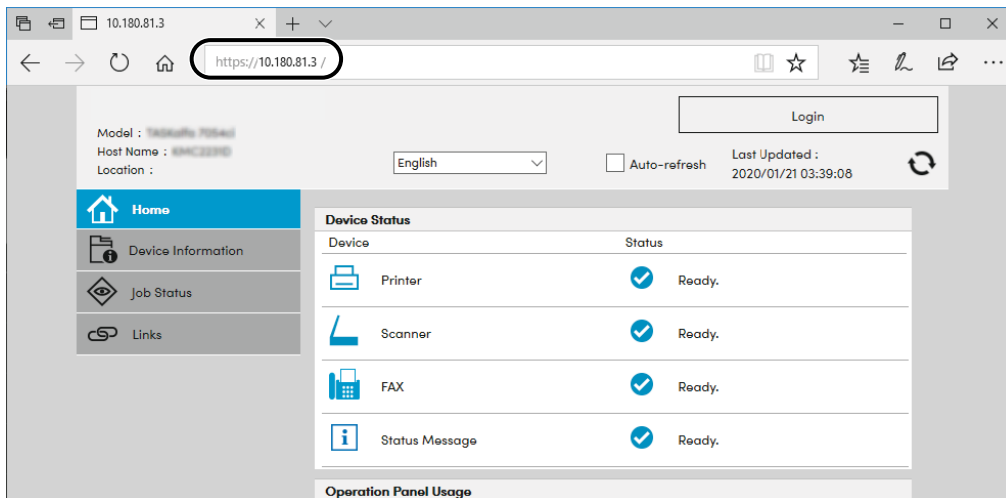 10.180.81.3
https://10.180.81.3 /
Login
Model :
Host Name :
Location :
English
Auto-refresh
Last Updated :
2020/01/21 03:39:08
Home
Device Information
Job Status
Links
Device Status
Device Status
Printer Ready.
Scanner Ready.
FAX Ready.
Status Message Ready.
Operation Panel Usage